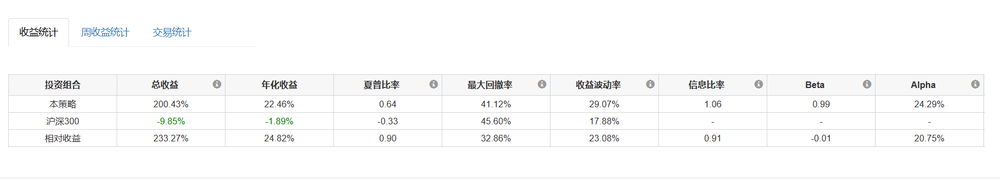 收益统计 周收益统计 交易统计
投资组合 总收益 年化收益 夏普比率 最大回撤率 收益波动率 信息比率 Beta Alpha
本策略 200.43% 22.46% 0.64 41.12% 29.07% 1.06 0.99 24.29%
沪深300 -9.85% -1.89% -0.33 45.60% 17.88% - - -
相对收益 233.27% 24.82% 0.90 32.86% 23.08% 0.91 -0.01 20.75%